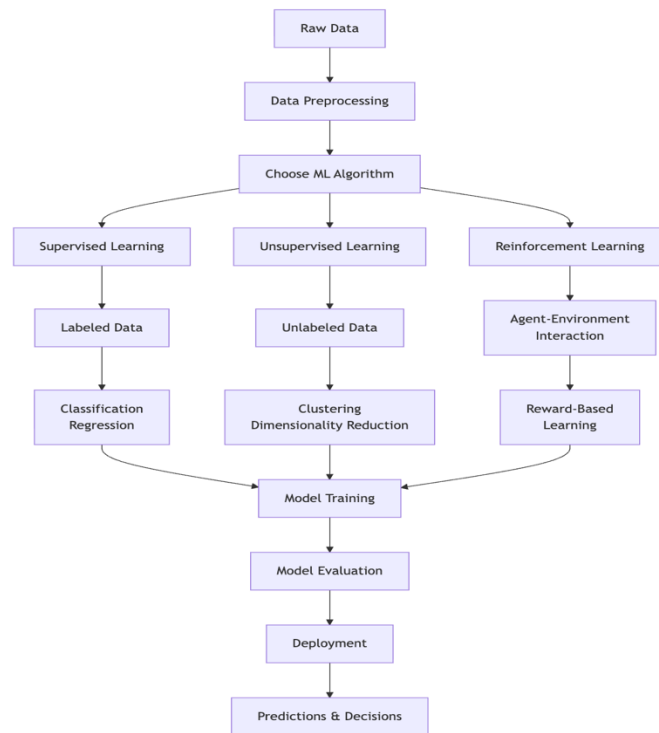 Raw Data
Data Preprocessing
Choose ML Algorithm
Supervised Learning
Unsupervised Learning
Reinforcement Learning
Labeled Data
Unlabeled Data
Agent-Environment
Interaction
Classification
Regression
Clustering
Dimensionality Reduction
Reward-Based
Learning
Model Training
Model Evaluation
Deployment
Predictions & Decisions